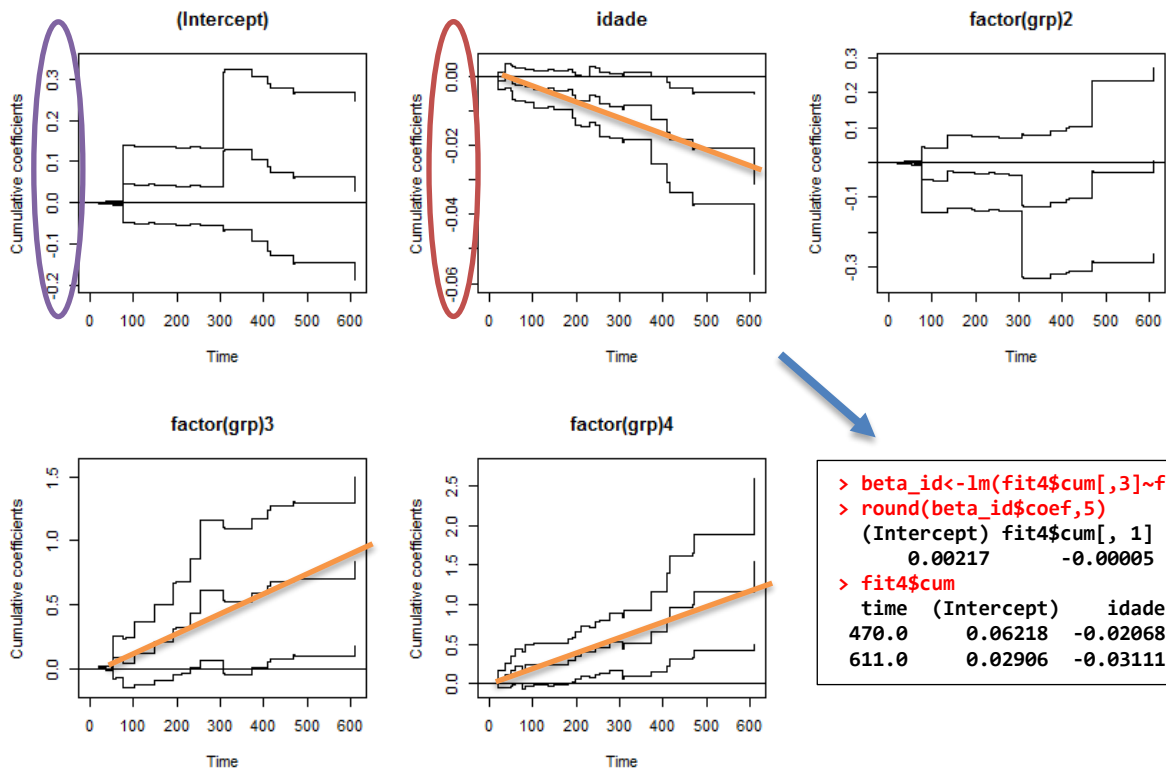 (Intercept)
Cumulative coefficients
0.3
0.2
0.1
0.0
-0.1
-0.2
0 100 200 300 400 500 600
Time
idade
Cumulative coefficients
0.00
-0.02
-0.04
-0.06
0 100 200 300 400 500 600
Time
factor(grp)2
Cumulative coefficients
0.3
0.1
-0.1
-0.3
0 100 200 300 400 500 600
Time
factor(grp)3
Cumulative coefficients
1.5
1.0
0.5
0.0
0 100 200 300 400 500 600
Time
factor(grp)4
Cumulative coefficients
2.5
2.0
1.5
1.0
0.5
0.0
0 100 200 300 400 500 600
Time
> beta_id<-lm(fit4$cum[,3]~f
> round(beta_id$coef,5)
(Intercept) fit4$cum[, 1]
0.00217 -0.00005
> fit4$cum
time (Intercept) idade
470.0 0.06218 -0.02068
611.0 0.02906 -0.03111